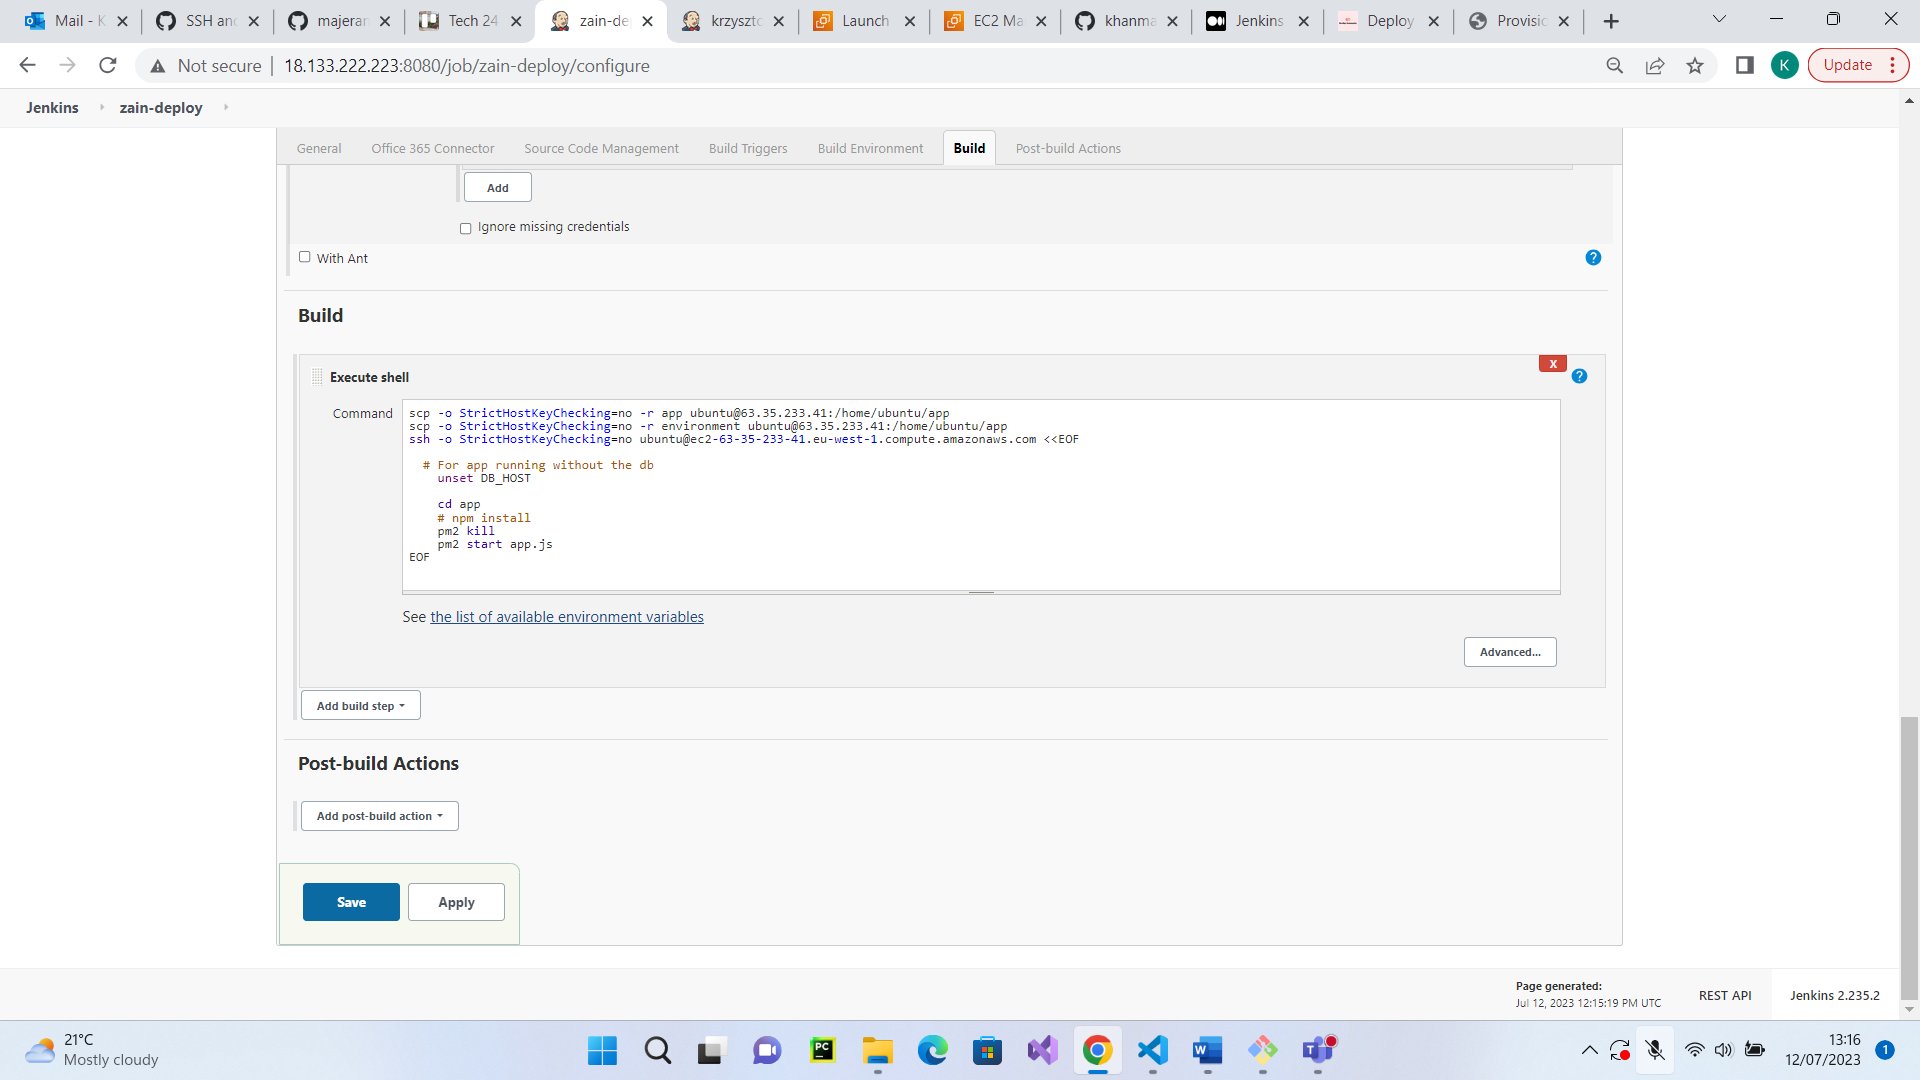 Mail - K
SSH and
majeran
Tech 24
zain-de
krzyszto
Launch
EC2 Ma
khanma
Jenkins
Deploy
Provisio
Not secure
18.133.222.223:8080/job/zain-deploy/configure
K
Update
Jenkins
zain-deploy
General
Office 365 Connector
Source Code Management
Build Triggers
Build Environment
Build
Post-build Actions
Add
Ignore missing credentials
With Ant
?
Build
X
Execute shell
?
Command
scp -o StrictHostKeyChecking=no -r app ubuntu@63.35.233.41:/home/ubuntu/app
scp -o StrictHostKeyChecking=no -r environment ubuntu@63.35.233.41:/home/ubuntu/app
ssh -o StrictHostKeyChecking=no ubuntu@ec2-63-35-233-41.eu-west-1.compute.amazonaws.com <<EOF
# For app running without the db
unset DB_HOST
cd app
# npm install
pm2 kill
pm2 start app.js
EOF
See the list of available environment variables
Advanced...
Add build step
Post-build Actions
Add post-build action
Save
Apply
Page generated:
Jul 12, 2023 12:15:19 PM UTC
REST API
Jenkins 2.235.2
21°C
Mostly cloudy
PC
W
T
13:16
12/07/2023
1